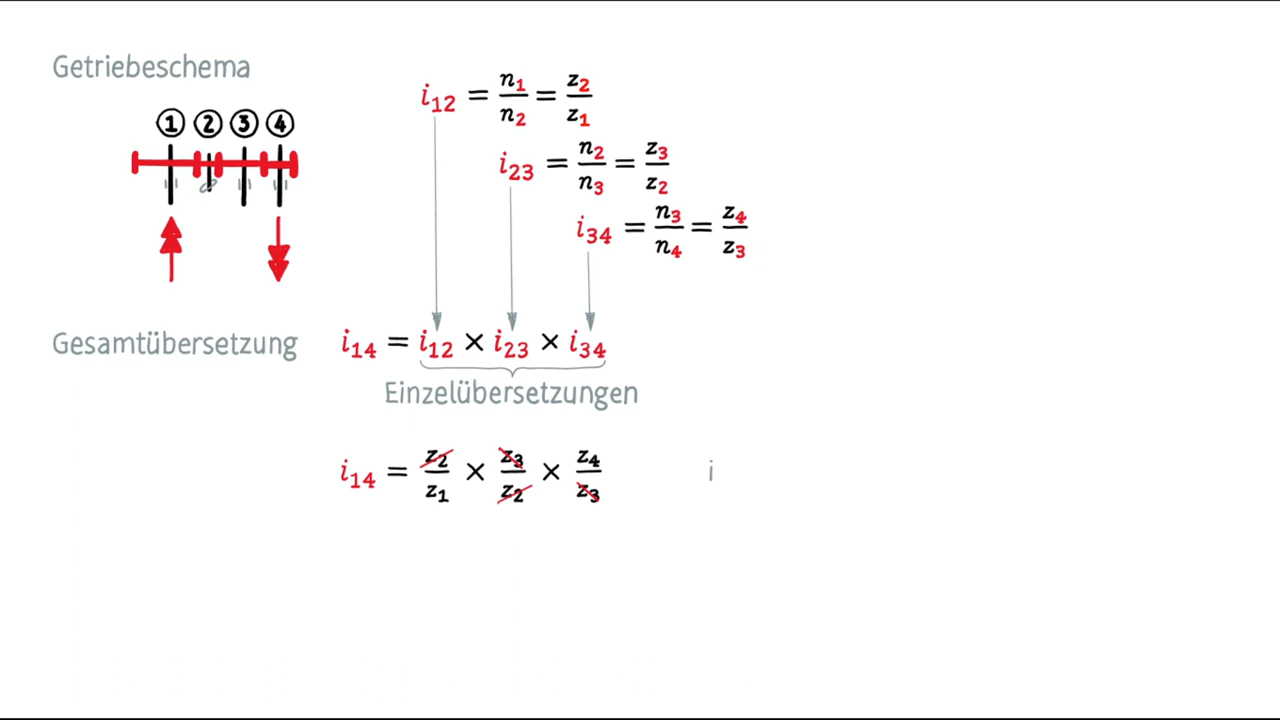 Getriebeschema
① ② ③ ④
i12 = n1/n2 = z2/z1
i23 = n2/n3 = z3/z2
i34 = n3/n4 = z4/z3
Gesamtübersetzung i14 = i12 × i23 × i34
Einzelübersetzungen
i14 = z2/z1 × z3/z2 × z4/z3 i